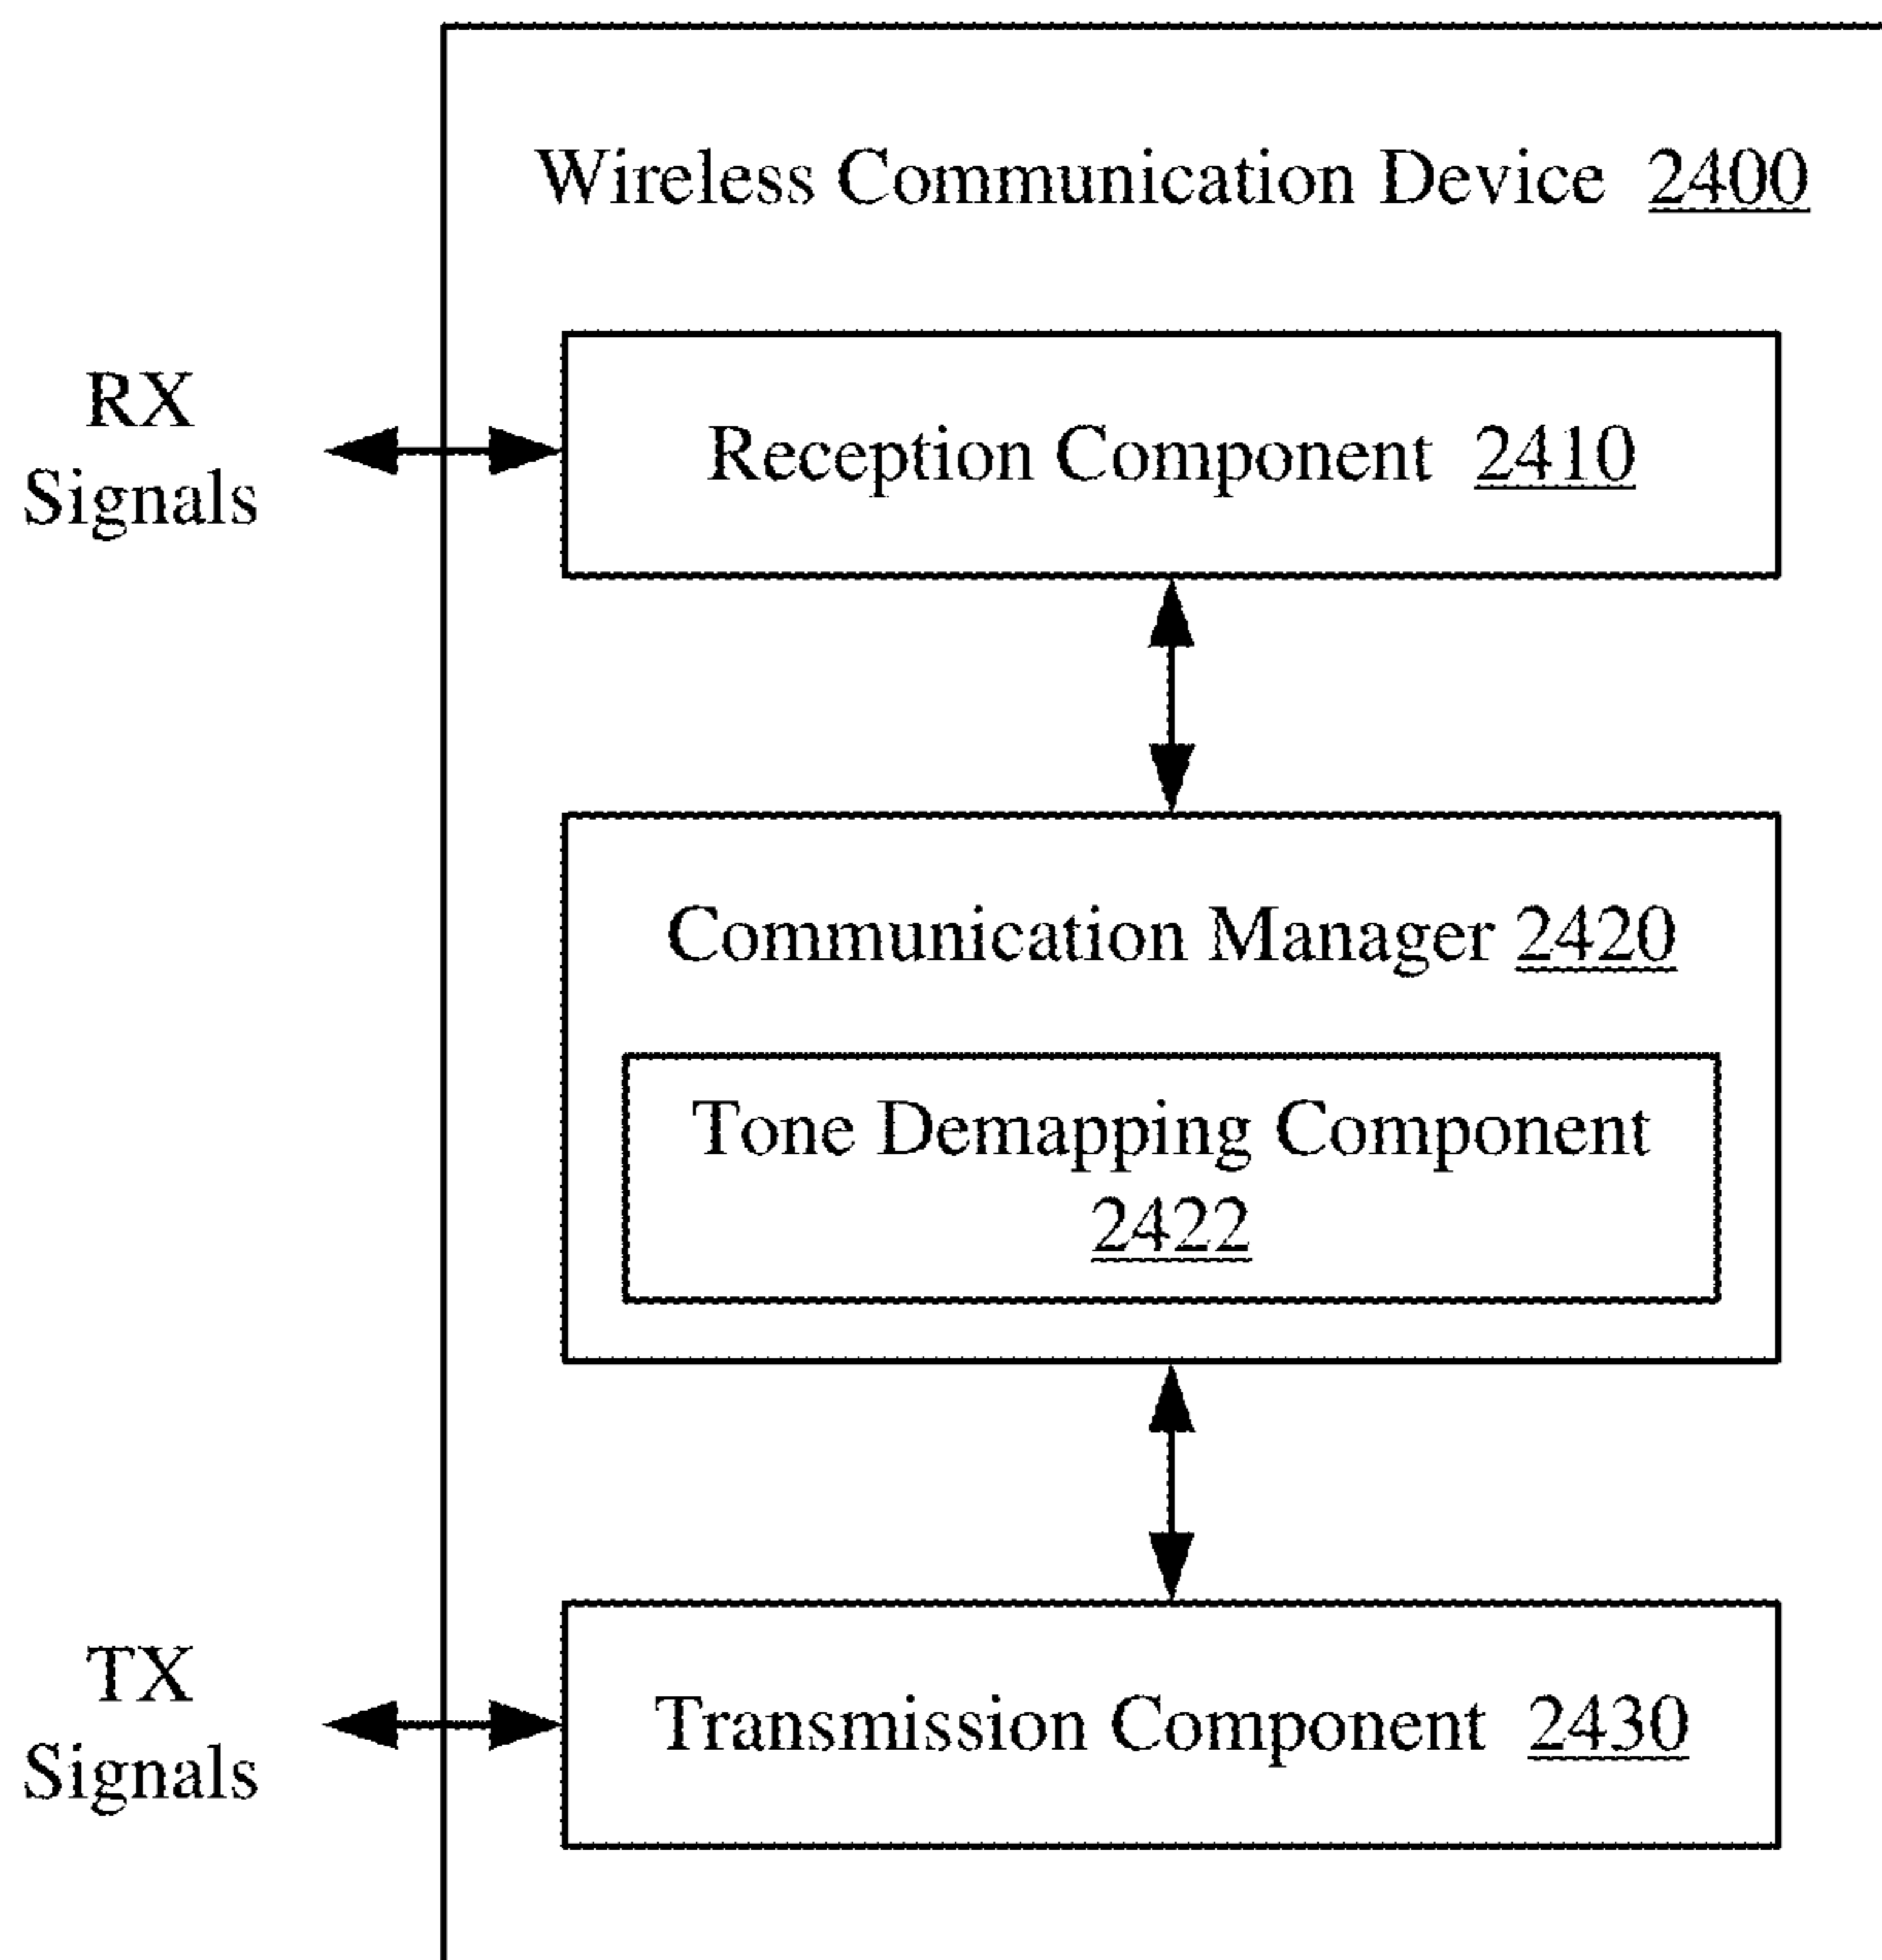 Wireless Communication Device 2400
RX
Signals
Reception Component 2410
Communication Manager 2420
Tone Demapping Component
2422
TX
Signals
Transmission Component 2430